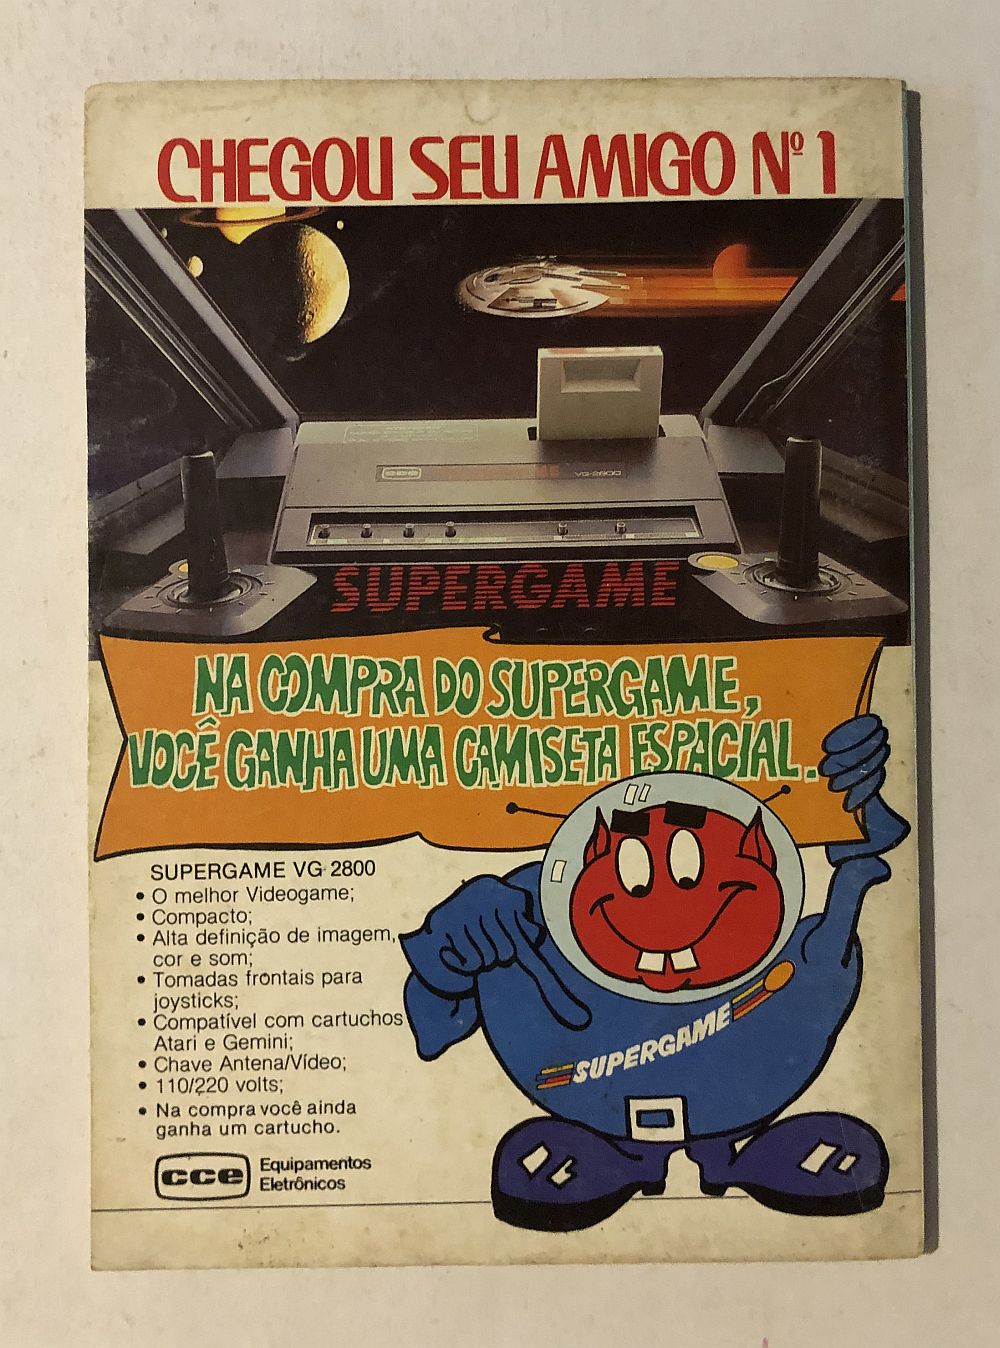 CHEGOU SEU AMIGO Nº 1
cce
SUPERGAME VG-2800
SUPERGAME
NA COMPRA DO SUPERGAME,
VOCÊ GANHA UMA CAMISETA ESPACIAL.
SUPERGAME VG-2800
• O melhor Videogame;
• Compacto;
• Alta definição de imagem,
cor e som;
• Tomadas frontais para
joysticks;
• Compatível com cartuchos
Atari e Gemini;
• Chave Antena/Vídeo;
• 110/220 volts;
• Na compra você ainda
ganha um cartucho.
SUPERGAME
cce Equipamentos
Eletrônicos